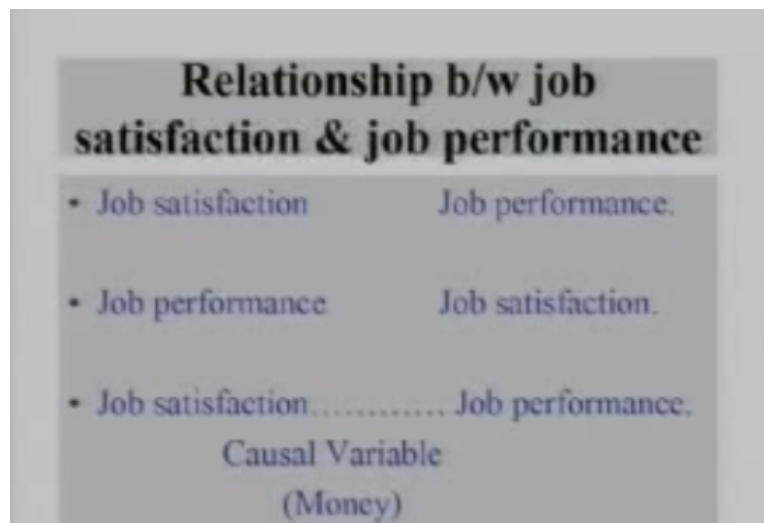 Relationship b/w job
satisfaction & job performance
• Job satisfaction Job performance.
• Job performance Job satisfaction.
• Job satisfaction............ Job performance.
Causal Variable
(Money)